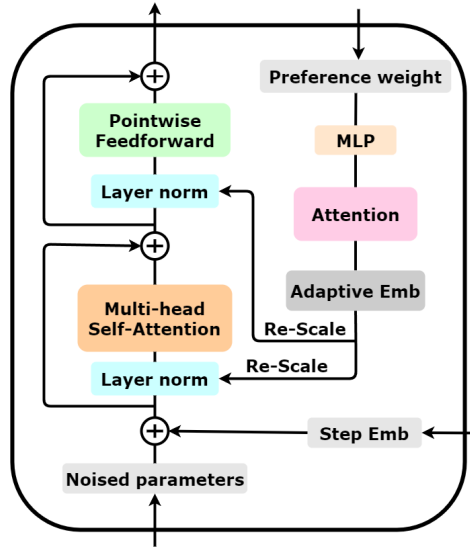 Preference weight
Pointwise
Feedforward
MLP
Layer norm
Attention
Adaptive Emb
Multi-head
Self-Attention
Re-Scale
Re-Scale
Layer norm
Step Emb
Noised parameters